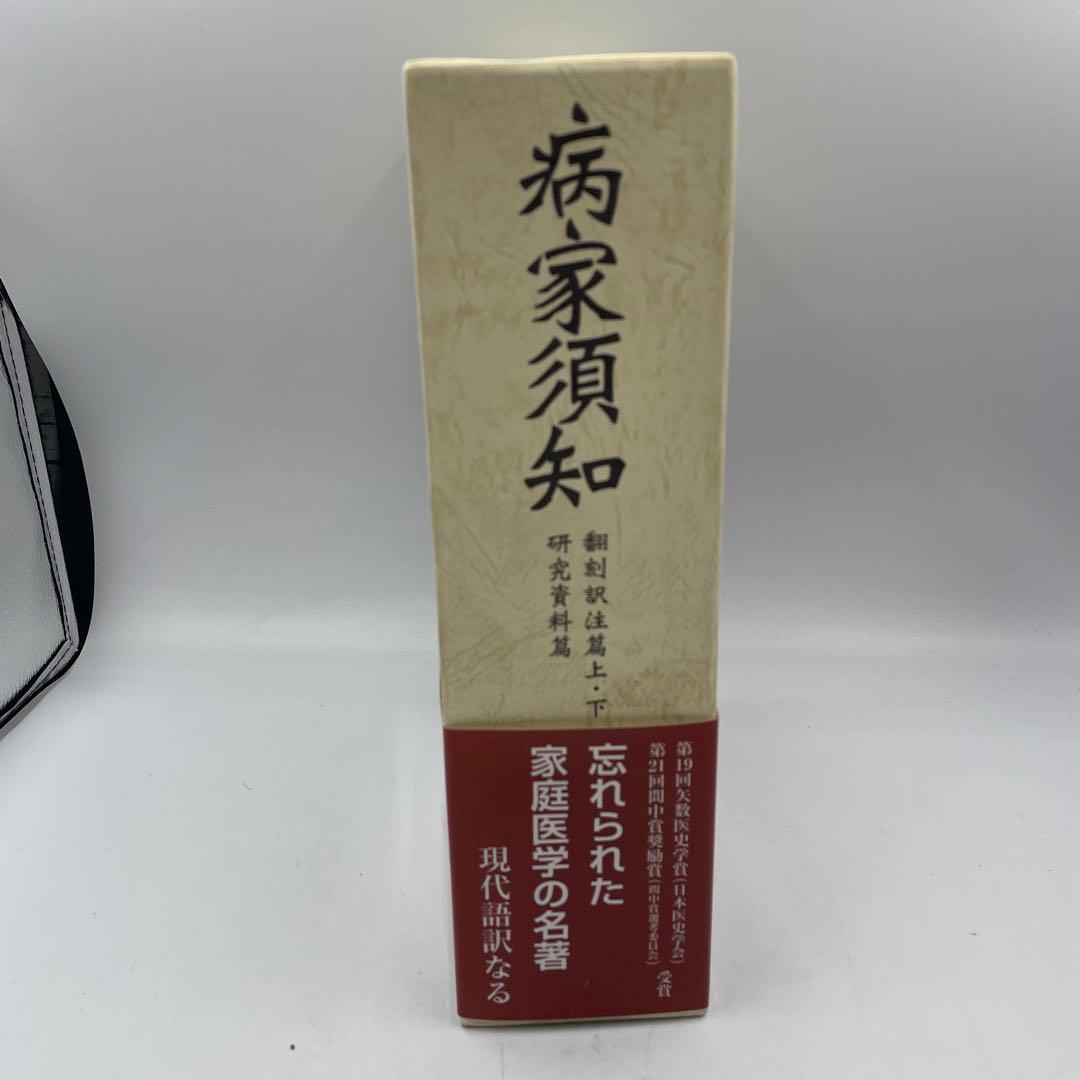 病家須知
翻刻訳注篇上・下
研究資料篇
第19回矢数医史学賞(日本医史学会)
第21回間中賞奨励賞(間中賞選考委員会)受賞
忘れられた
家庭医学の名著
現代語訳なる